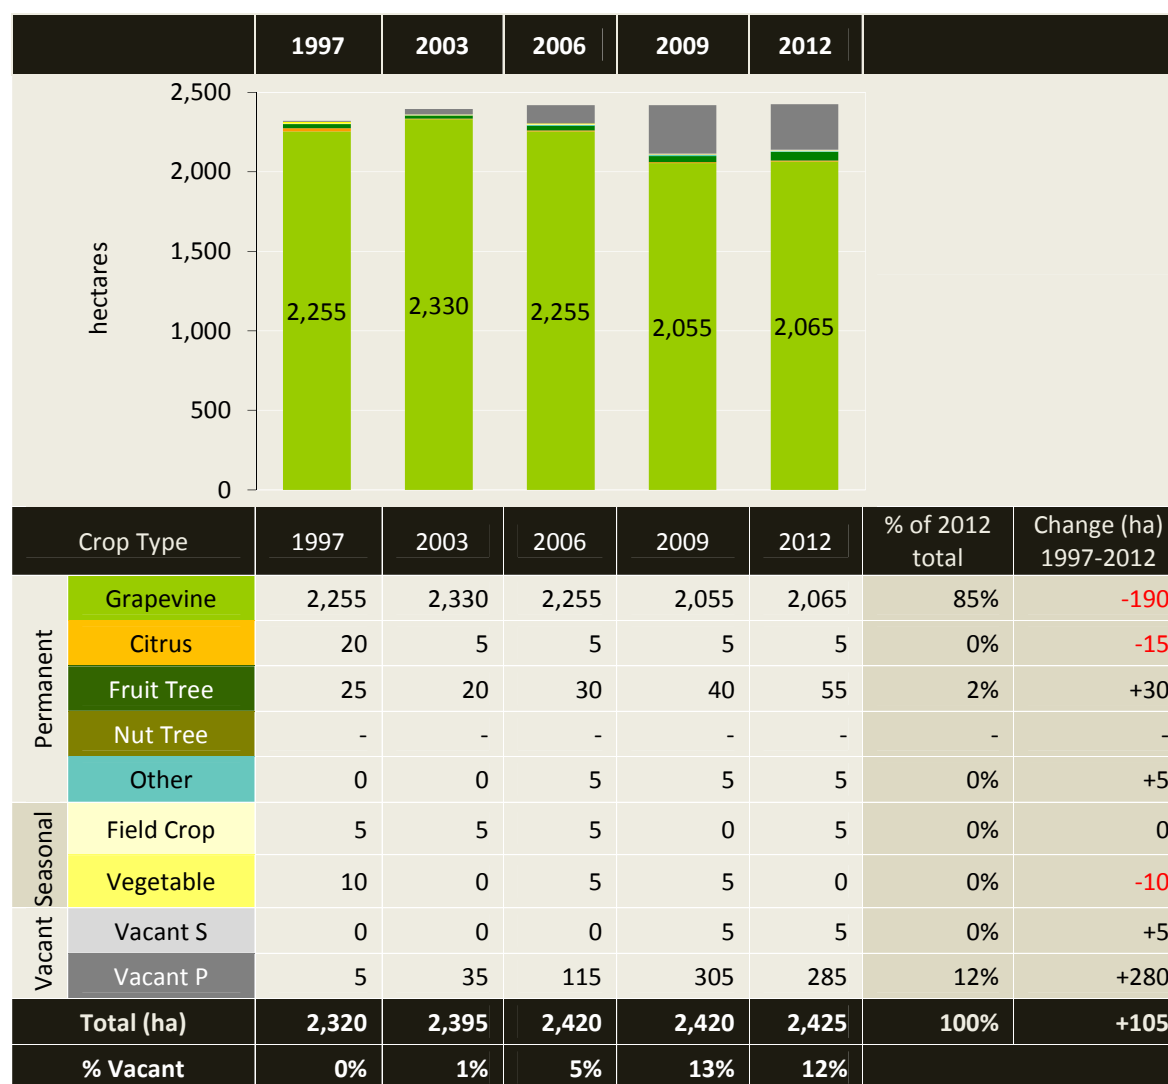 1997 2003 2006 2009 2012
2,500
2,000
1,500
1,000
500
0
hectares
2,255 2,330 2,255 2,055 2,065
Crop Type 1997 2003 2006 2009 2012 % of 2012 total Change (ha) 1997-2012
Permanent
Grapevine 2,255 2,330 2,255 2,055 2,065 85% -190
Citrus 20 5 5 5 5 0% -15
Fruit Tree 25 20 30 40 55 2% +30
Nut Tree - - - - - - -
Other 0 0 5 5 5 0% +5
Seasonal
Field Crop 5 5 5 0 5 0% 0
Vegetable 10 0 5 5 0 0% -10
Vacant
Vacant S 0 0 0 5 5 0% +5
Vacant P 5 35 115 305 285 12% +280
Total (ha) 2,320 2,395 2,420 2,420 2,425 100% +105
% Vacant 0% 1% 5% 13% 12%